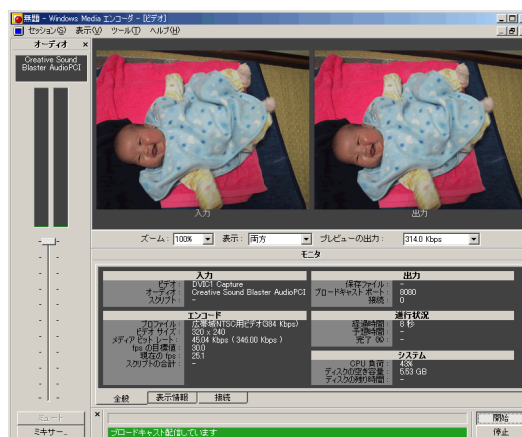 無題 - Windows Media エンコーダ - [ビデオ]
セッション(S) 表示(V) ツール(T) ヘルプ(H)
オーディオ ×
Creative Sound
Blaster AudioPCI
入力 出力
ズーム: 100% 表示: 両方 プレビューの出力: 314.0 Kbps
モニタ
入力
ビデオ: DVIC1 Capture
オーディオ: Creative Sound Blaster AudioPCI
スクリプト: -
出力
保存ファイル: -
ブロードキャスト ポート: 8080
接続: 0
エンコード
プロファイル: 広帯域NTSC用ビデオ(384 Kbps)
ビデオ サイズ: 320 x 240
メディア ビット レート: 45.04 Kbps ( 346.00 Kbps )
fps の目標値: 30.0
現在の fps: 25.1
スクリプトの合計: -
進行状況
経過時間: 8 秒
予想時間: -
完了 (%): -
システム
CPU 負荷: 43%
ディスクの空き容量: 5.53 GB
ディスクの残り時間: -
全般 表示情報 接続
ミュート
ミキサー...
×
開始
ブロードキャスト配信しています
停止